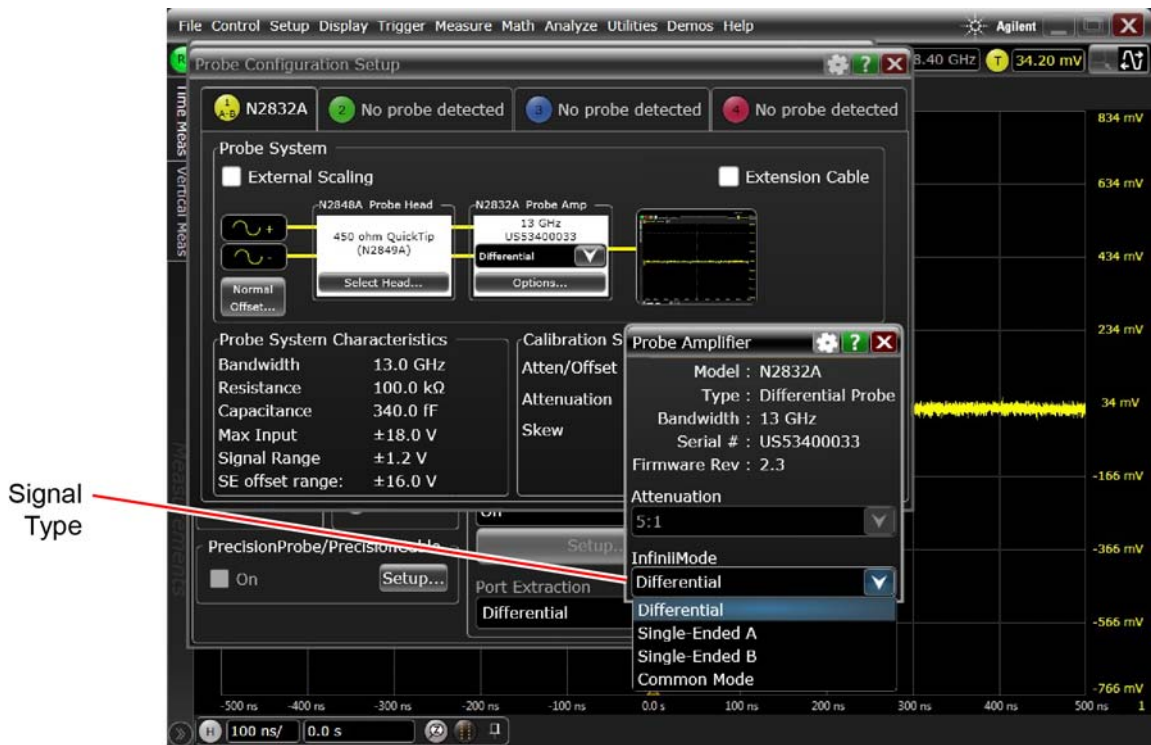 File Control Setup Display Trigger Measure Math Analyze Utilities Demos Help
Agilent
Probe Configuration Setup
8.40 GHz
T
34.20 mV
1
A-B
N2832A
2
No probe detected
3
No probe detected
4
No probe detected
Time Meas
Vertical Meas
Measurements
Probe System
External Scaling
Extension Cable
N2848A Probe Head
450 ohm QuickTip
(N2849A)
Select Head...
N2832A Probe Amp
13 GHz
US53400033
Differential
Options...
+
-
Normal
Offset...
Probe System Characteristics
Bandwidth 13.0 GHz
Resistance 100.0 kΩ
Capacitance 340.0 fF
Max Input ±18.0 V
Signal Range ±1.2 V
SE offset range: ±16.0 V
Calibration S
Atten/Offset
Attenuation
Skew
Probe Amplifier
Model : N2832A
Type : Differential Probe
Bandwidth : 13 GHz
Serial # : US53400033
Firmware Rev : 2.3
Attenuation
5:1
InfiniiMode
Differential
Differential
Single-Ended A
Single-Ended B
Common Mode
Signal
Type
PrecisionProbe/PrecisionCable
On
Setup...
On
Setup...
Port Extraction
Differential
834 mV
634 mV
434 mV
234 mV
34 mV
-166 mV
-366 mV
-566 mV
-766 mV
-500 ns -400 ns -300 ns -200 ns -100 ns 0.0 s 100 ns 200 ns 300 ns 400 ns 500 ns 1
H 100 ns/ 0.0 s